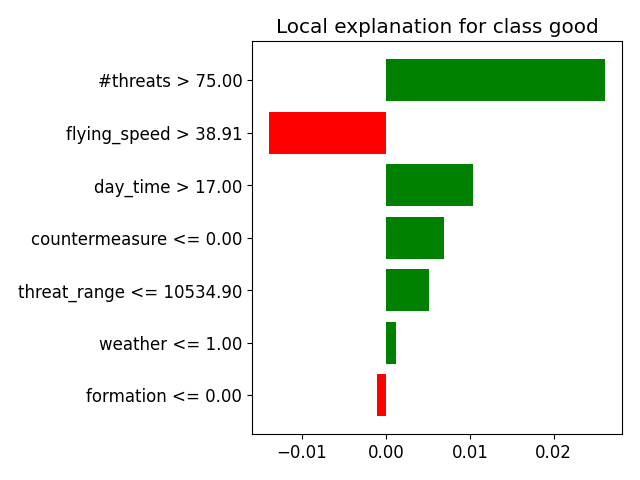 Local explanation for class good
#threats > 75.00
flying_speed > 38.91
day_time > 17.00
countermeasure <= 0.00
threat_range <= 10534.90
weather <= 1.00
formation <= 0.00
−0.01 0.00 0.01 0.02